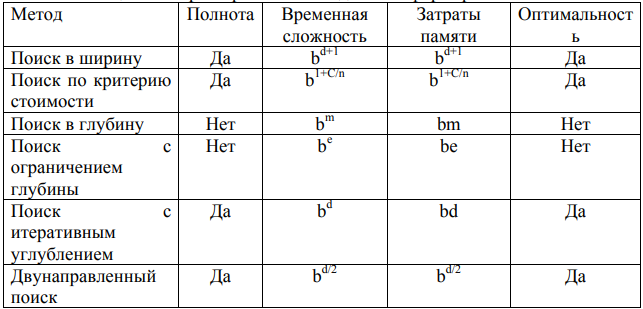 Метод Полнота Временная сложность Затраты памяти Оптимальность
Поиск в ширину Да b^d+1 b^d+1 Да
Поиск по критерию стоимости Да b^1+C/n b^1+C/n Да
Поиск в глубину Нет b^m bm Нет
Поиск с ограничением глубины Нет b^e be Нет
Поиск с итеративным углублением Да b^d bd Да
Двунаправленный поиск Да b^d/2 b^d/2 Да